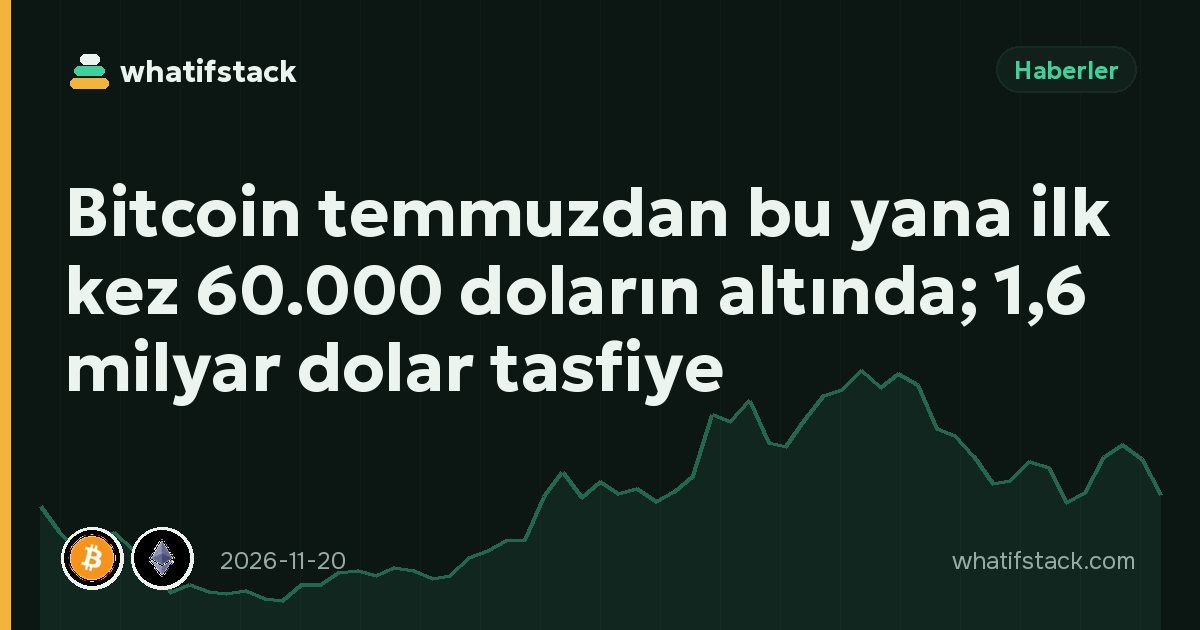 whatifstack
Haberler
Bitcoin temmuzdan bu yana ilk
kez 60.000 doların altında; 1,6
milyar dolar tasfiye
2026-11-20
whatifstack.com